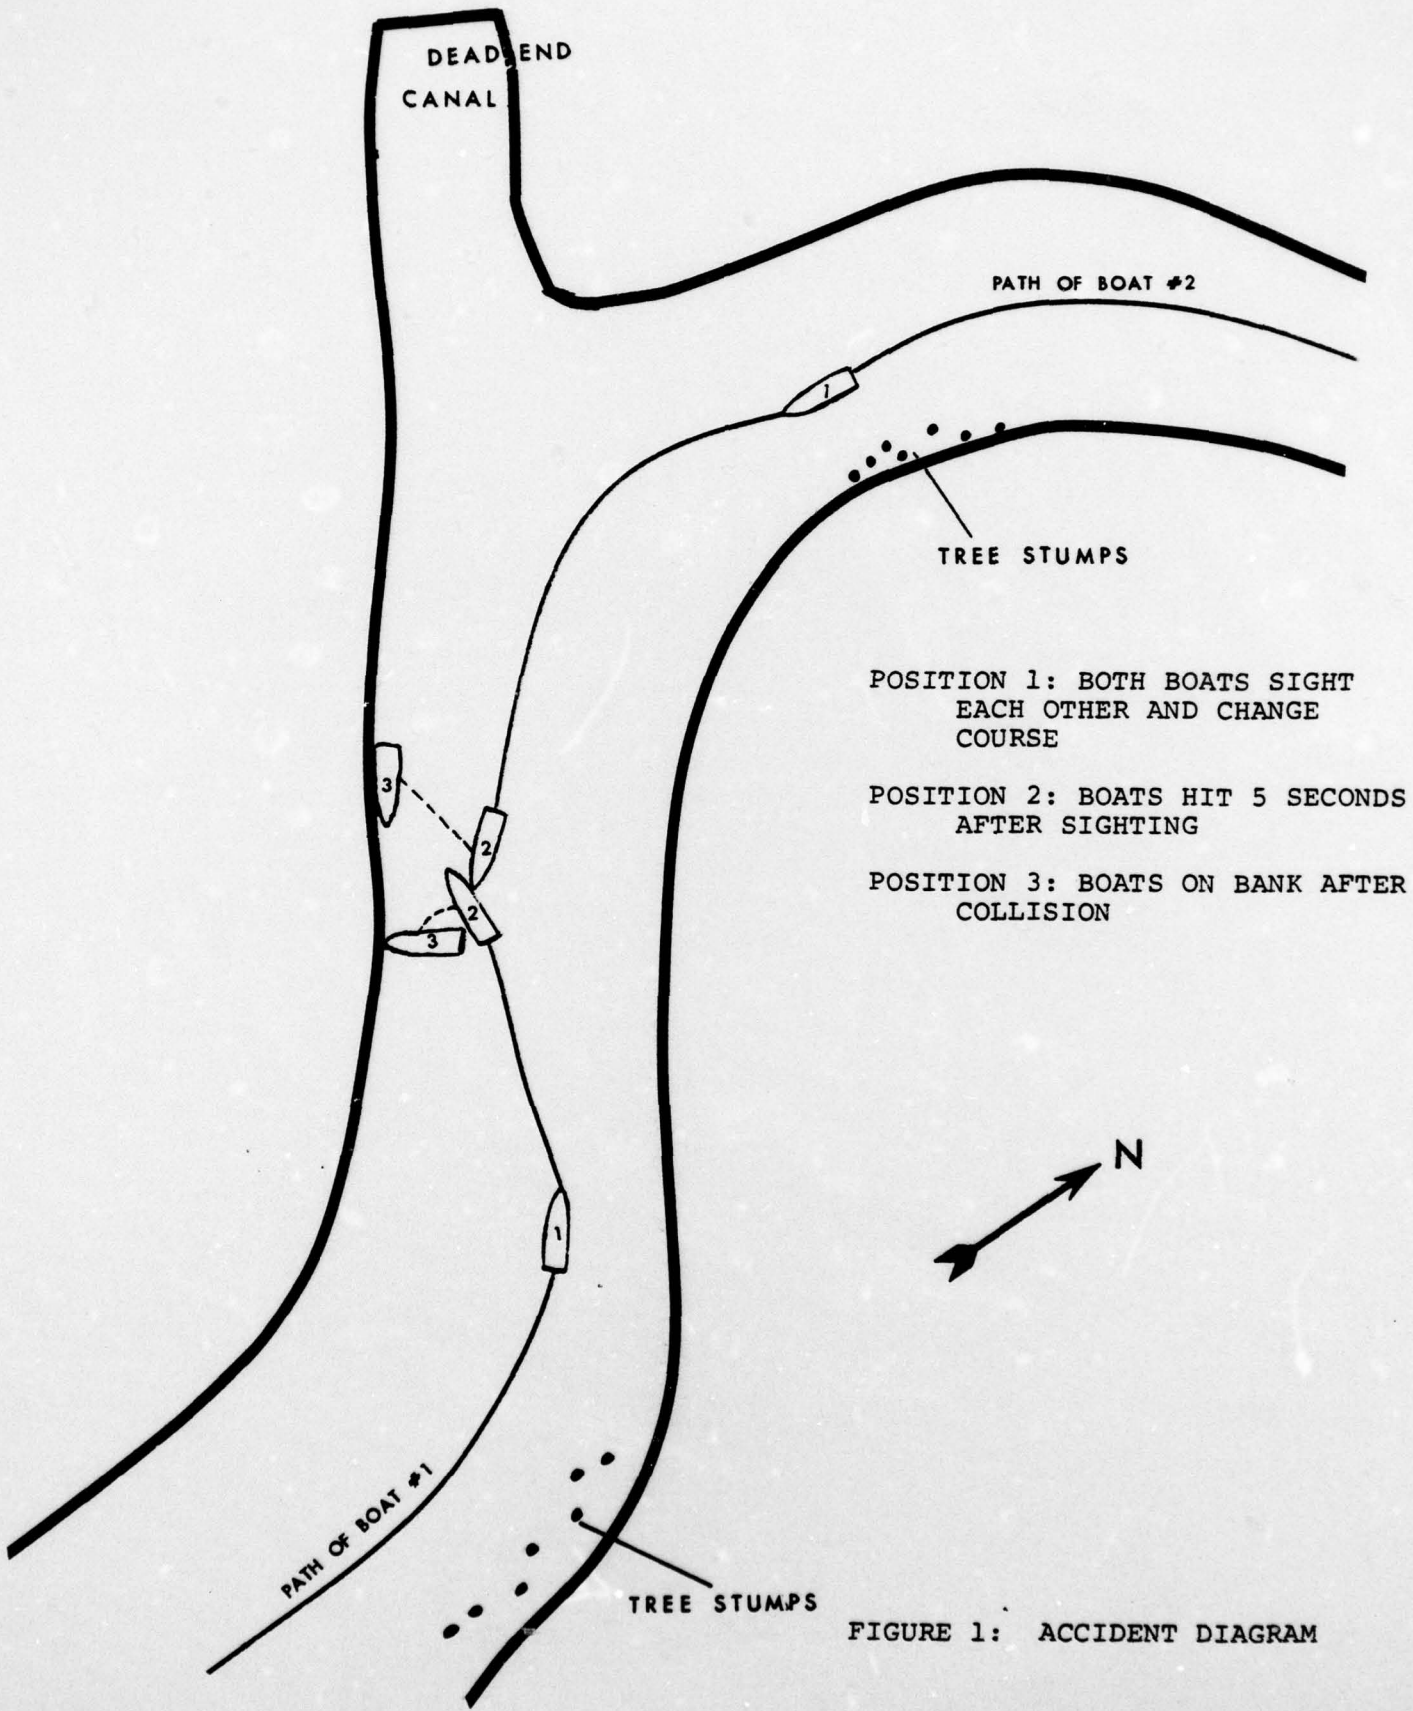 DEAD END
CANAL
PATH OF BOAT #2
1
TREE STUMPS
POSITION 1: BOTH BOATS SIGHT
EACH OTHER AND CHANGE
COURSE
3
POSITION 2: BOATS HIT 5 SECONDS
AFTER SIGHTING
2
POSITION 3: BOATS ON BANK AFTER
COLLISION
2
3
N
1
PATH OF BOAT #1
TREE STUMPS
FIGURE 1: ACCIDENT DIAGRAM